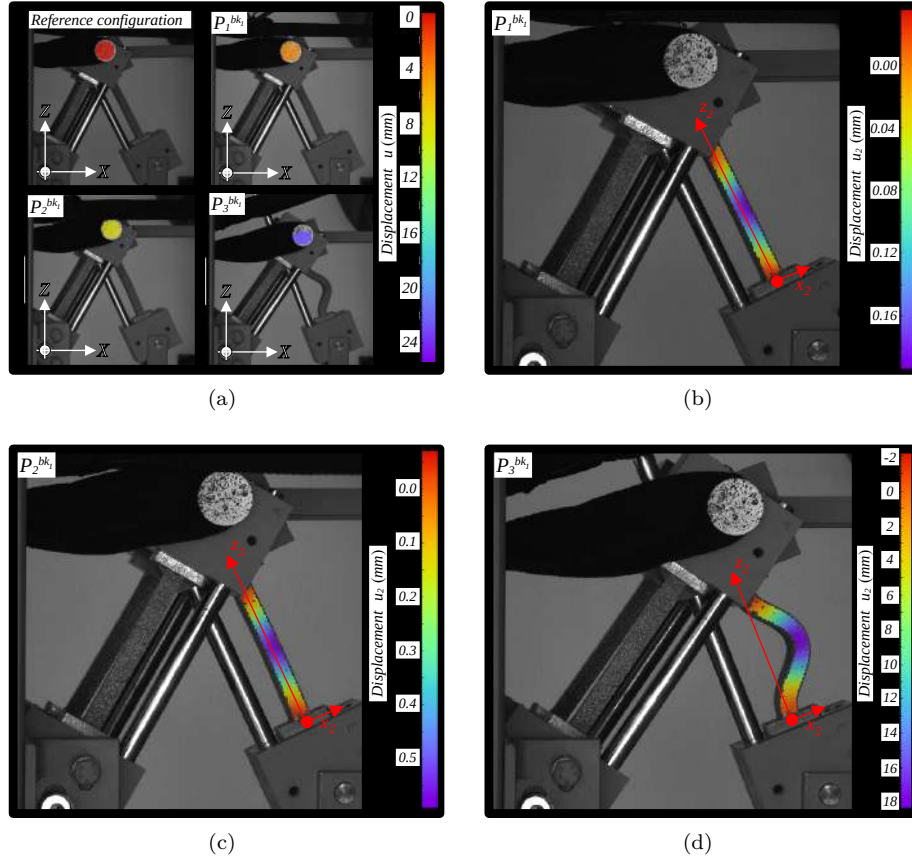 Reference configuration
P₁ᵇᵏ¹
Z
X
Z
X
P₂ᵇᵏ¹
P₃ᵇᵏ¹
Z
X
Z
X
0
4
8
12
16
20
24
Displacement u (mm)
(a)
P₁ᵇᵏ¹
z₂
x₂
0.00
0.04
0.08
0.12
0.16
Displacement u₂ (mm)
(b)
P₂ᵇᵏ¹
z₂
x₂
0.0
0.1
0.2
0.3
0.4
0.5
Displacement u₂ (mm)
(c)
P₃ᵇᵏ¹
z₂
x₂
-2
0
2
4
6
8
10
12
14
16
18
Displacement u₂ (mm)
(d)